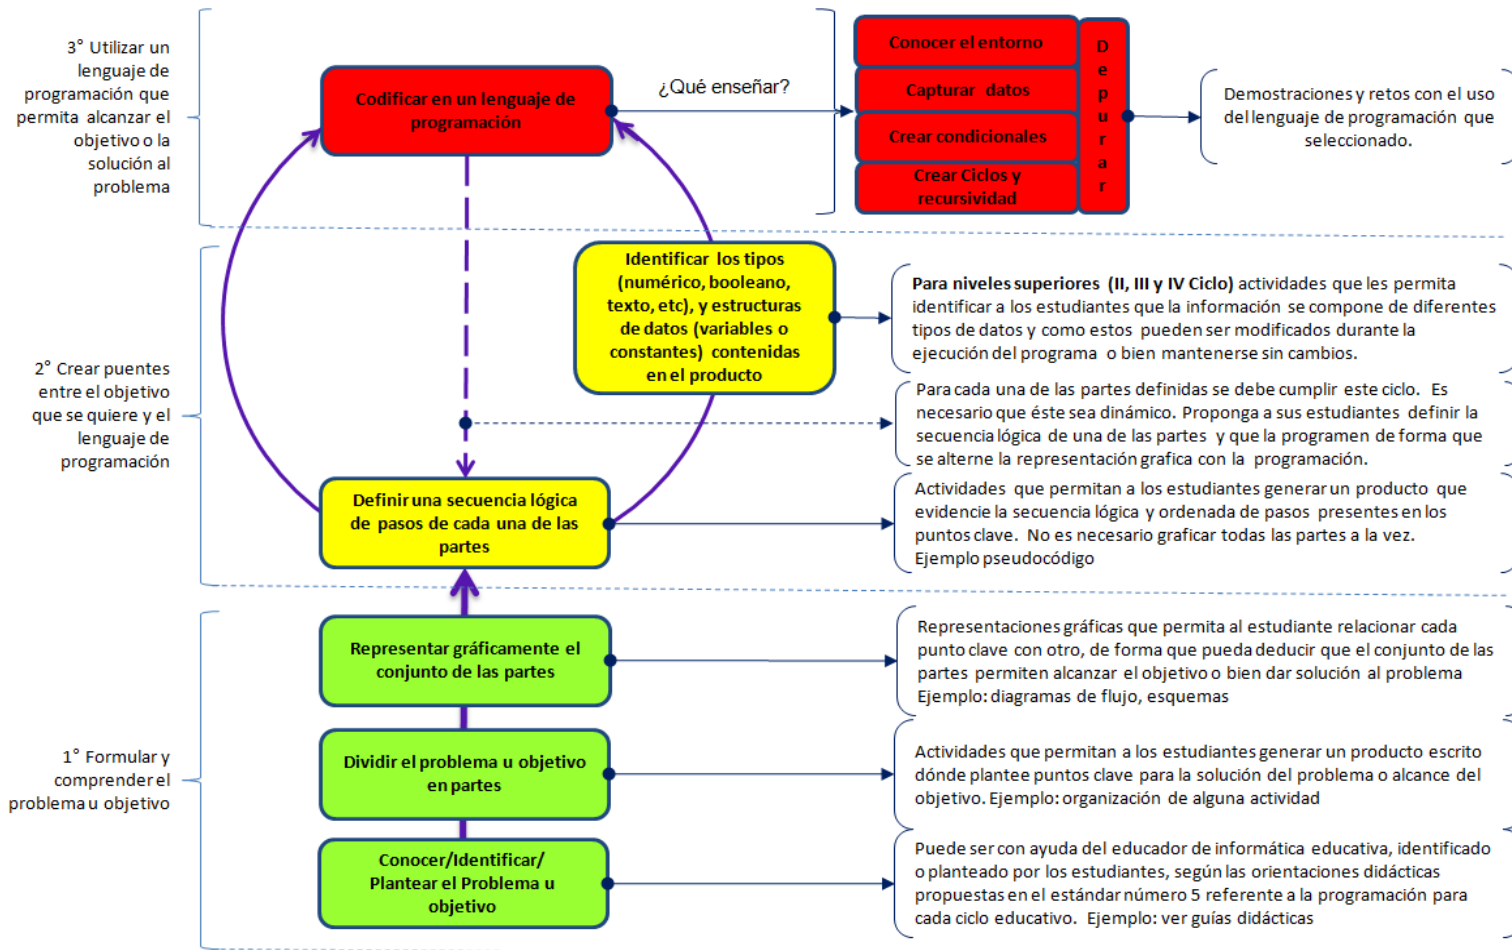 3° Utilizar un
lenguaje de
programación que
permita alcanzar el
objetivo o la
solución al
problema
Codificar en un lenguaje de
programación
¿Qué enseñar?
Conocer el entorno
Capturar datos
Crear condicionales
Crear Ciclos y
recursividad
D
e
p
u
r
a
r
Demostraciones y retos con el uso
del lenguaje de programación que
seleccionado.
2° Crear puentes
entre el objetivo
que se quiere y el
lenguaje de
programación
Identificar los tipos
(numérico, booleano,
texto, etc), y estructuras
de datos (variables o
constantes) contenidas
en el producto
Para niveles superiores (II, III y IV Ciclo) actividades que les permita
identificar a los estudiantes que la información se compone de diferentes
tipos de datos y como estos pueden ser modificados durante la
ejecución del programa o bien mantenerse sin cambios.
Para cada una de las partes definidas se debe cumplir este ciclo. Es
necesario que éste sea dinámico. Proponga a sus estudiantes definir la
secuencia lógica de una de las partes y que la programen de forma que
se alterne la representación grafica con la programación.
Definir una secuencia lógica
de pasos de cada una de las
partes
Actividades que permitan a los estudiantes generar un producto que
evidencie la secuencia lógica y ordenada de pasos presentes en los
puntos clave. No es necesario graficar todas las partes a la vez.
Ejemplo pseudocódigo
1° Formular y
comprender el
problema u objetivo
Representar gráficamente el
conjunto de las partes
Representaciones gráficas que permita al estudiante relacionar cada
punto clave con otro, de forma que pueda deducir que el conjunto de las
partes permiten alcanzar el objetivo o bien dar solución al problema
Ejemplo: diagramas de flujo, esquemas
Dividir el problema u objetivo
en partes
Actividades que permitan a los estudiantes generar un producto escrito
dónde plantee puntos clave para la solución del problema o alcance del
objetivo. Ejemplo: organización de alguna actividad
Conocer/Identificar/
Plantear el Problema u
objetivo
Puede ser con ayuda del educador de informática educativa, identificado
o planteado por los estudiantes, según las orientaciones didácticas
propuestas en el estándar número 5 referente a la programación para
cada ciclo educativo. Ejemplo: ver guías didácticas